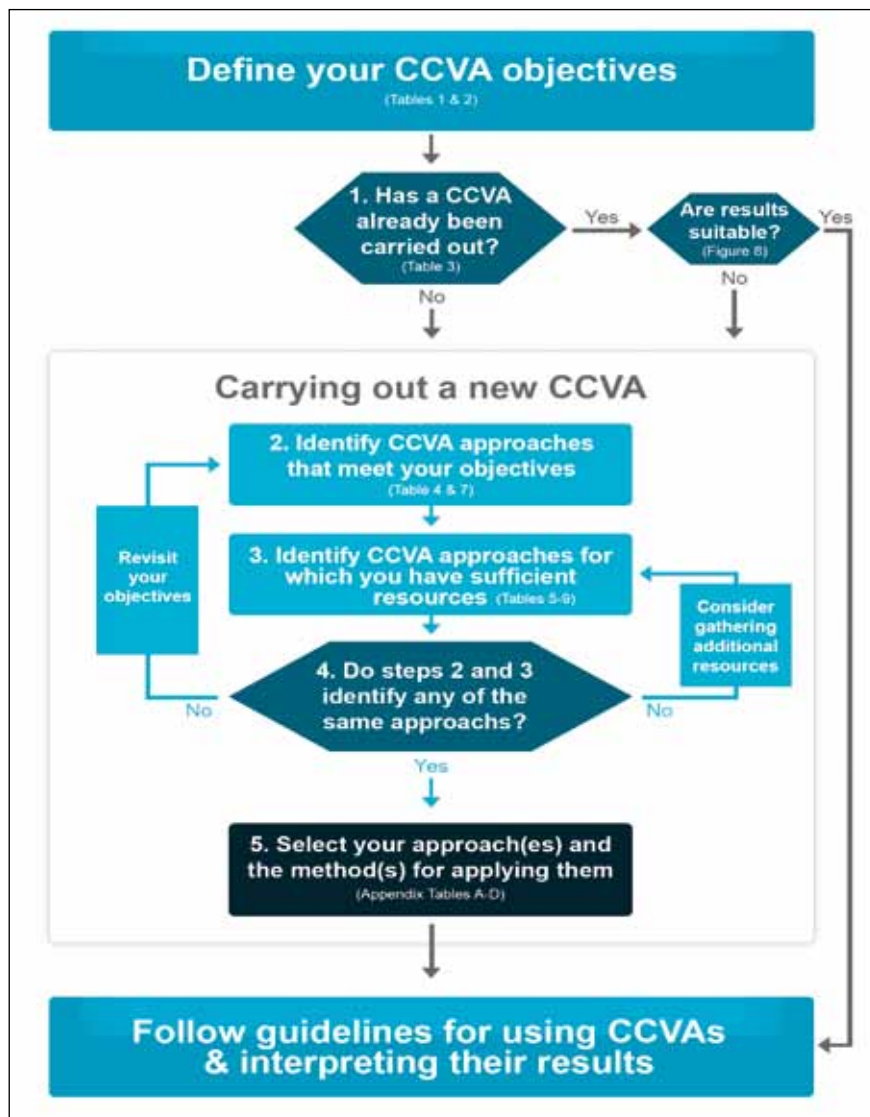 Define your CCVA objectives
(Tables 1 & 2)
1. Has a CCVA
already been
carried out?
(Table 3)
Yes
Are results
suitable?
(Figure 8)
Yes
No
No
Carrying out a new CCVA
2. Identify CCVA approaches
that meet your objectives
(Table 4 & 7)
3. Identify CCVA approaches for
which you have sufficient
resources (Tables 5-9)
Revisit
your
objectives
Consider
gathering
additional
resources
4. Do steps 2 and 3
identify any of the
same approachs?
No
No
Yes
5. Select your approach(es) and
the method(s) for applying them
(Appendix Tables A-D)
Follow guidelines for using CCVAs
& interpreting their results